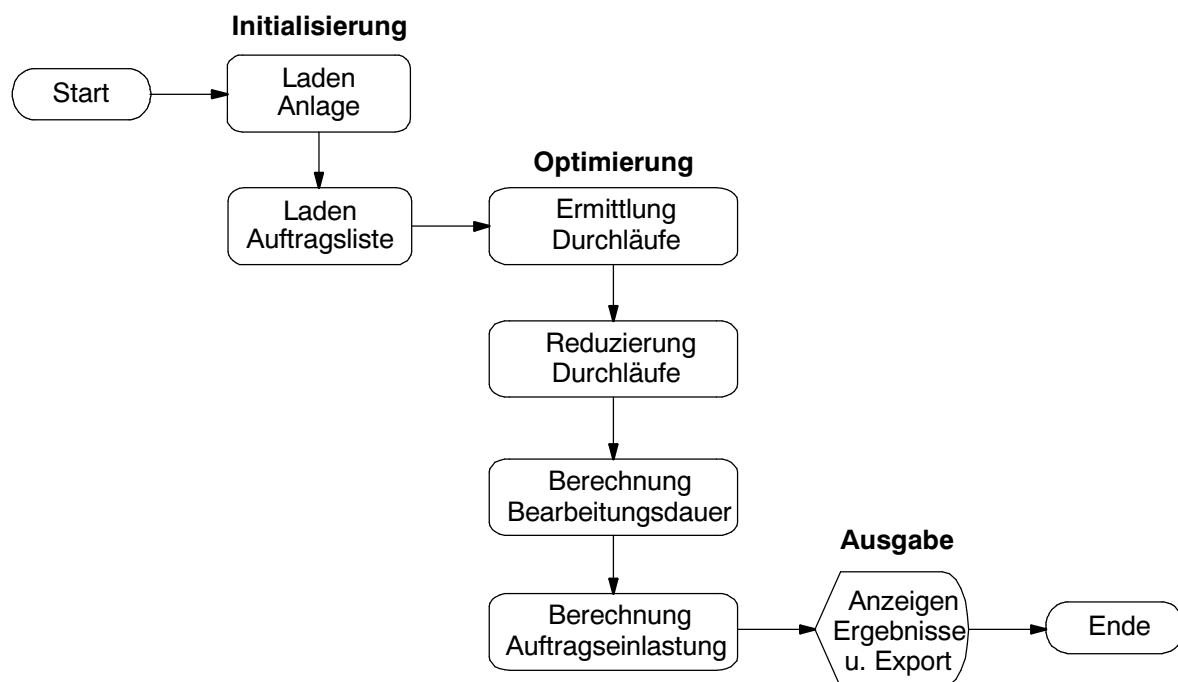 Initialisierung
Start
Laden
Anlage
Optimierung
Laden
Auftragsliste
Ermittlung
Durchläufe
Reduzierung
Durchläufe
Berechnung
Bearbeitungsdauer
Ausgabe
Berechnung
Auftragseinlastung
Anzeigen
Ergebnisse
u. Export
Ende